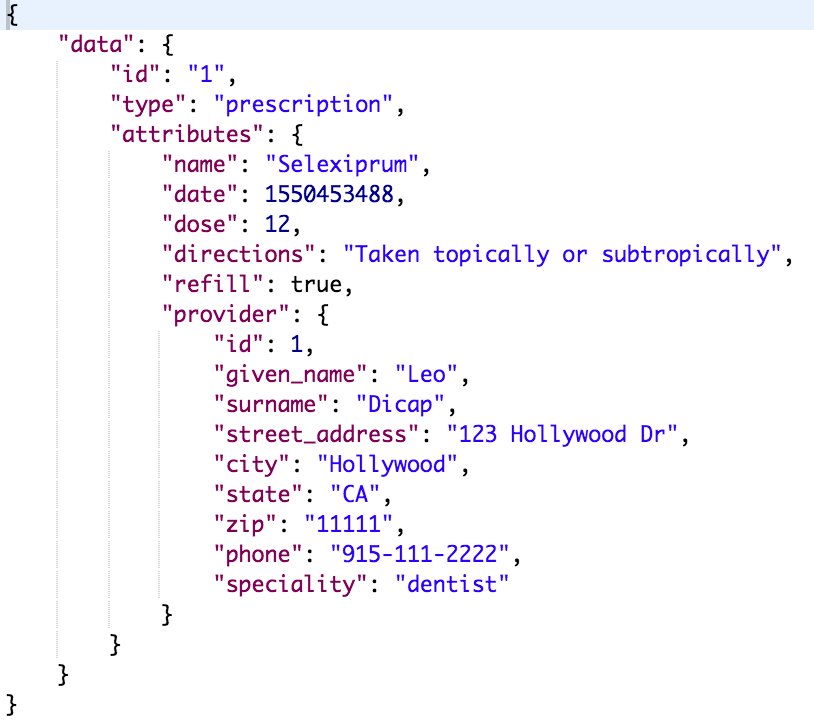 {
    "data": {
        "id": "1",
        "type": "prescription",
        "attributes": {
            "name": "Selexiprum",
            "date": 1550453488,
            "dose": 12,
            "directions": "Taken topically or subtropically",
            "refill": true,
            "provider": {
                "id": 1,
                "given_name": "Leo",
                "surname": "Dicap",
                "street_address": "123 Hollywood Dr",
                "city": "Hollywood",
                "state": "CA",
                "zip": "11111",
                "phone": "915-111-2222",
                "speciality": "dentist"
            }
        }
    }
}